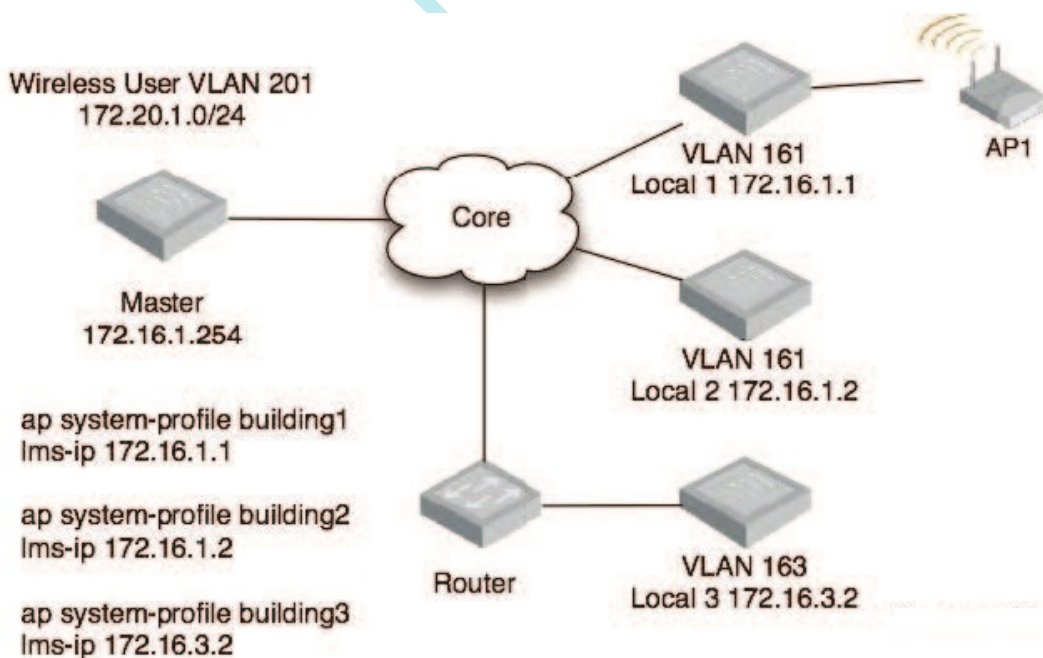 Wireless User VLAN 201
172.20.1.0/24
Master
172.16.1.254
Core
VLAN 161
Local 1 172.16.1.1
AP1
VLAN 161
Local 2 172.16.1.2
Router
VLAN 163
Local 3 172.16.3.2
ap system-profile building1
lms-ip 172.16.1.1
ap system-profile building2
lms-ip 172.16.1.2
ap system-profile building3
lms-ip 172.16.3.2